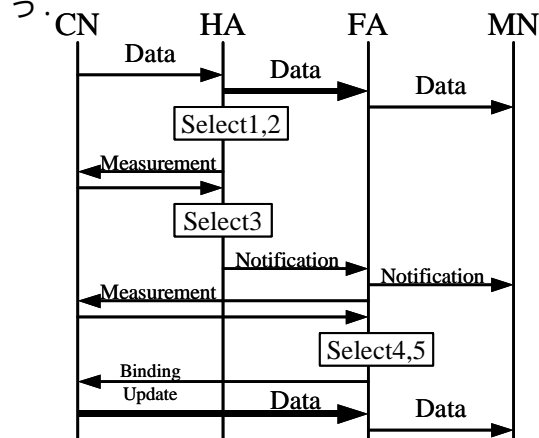 つ.
CN HA FA MN
Data
Data
Data
Select1,2
Measurement
Select3
Notification
Notification
Measurement
Select4,5
Binding
Update
Data
Data